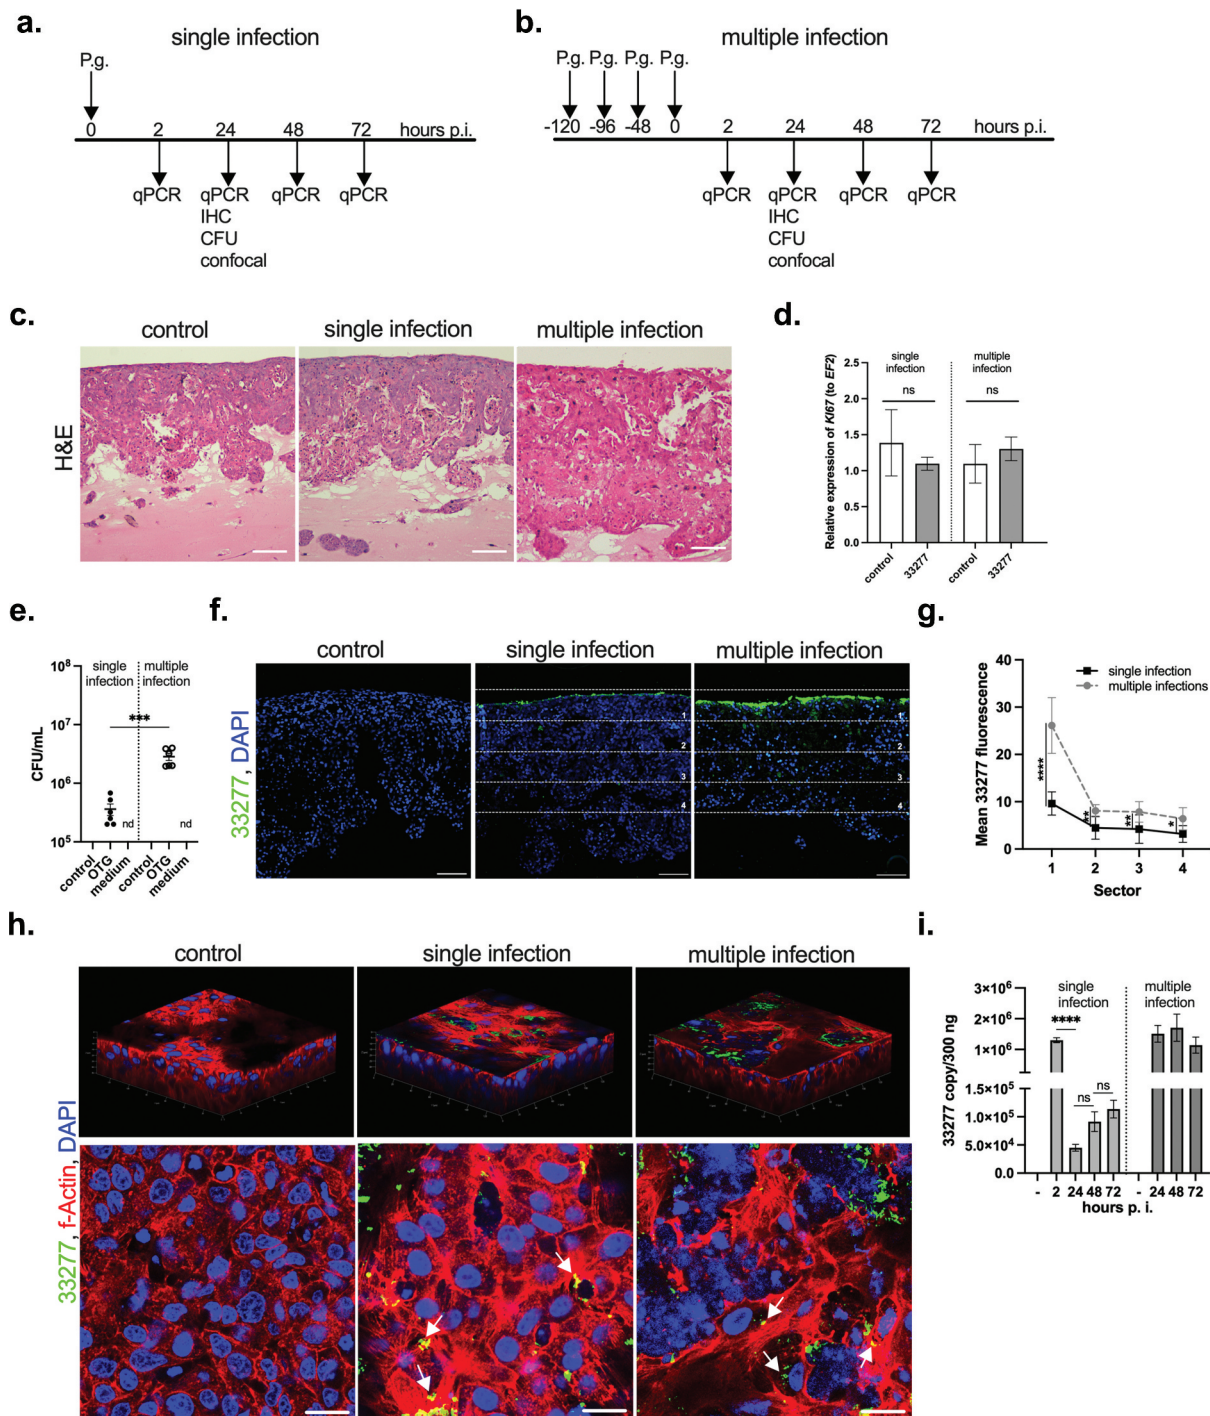 a.
single infection
P.g.
0 2 24 48 72 hours p.i.
qPCR qPCR qPCR qPCR
IHC
CFU
confocal
b.
multiple infection
P.g. P.g. P.g. P.g.
-120 -96 -48 0 2 24 48 72 hours p.i.
qPCR qPCR qPCR qPCR
IHC
CFU
confocal
c.
control single infection multiple infection
H&E
d.
single infection
multiple infection
ns ns
Relative expression of KI67 (to EF2)
2.5
2.0
1.5
1.0
0.5
0.0
control 33277 control 33277
e.
single infection
multiple infection
***
CFU/mL
10⁸
10⁷
10⁶
10⁵
nd nd
control OTG medium control OTG medium
f.
control single infection multiple infection
33277, DAPI
1 1
2 2
3 3
4 4
g.
single infection
multiple infections
Mean 33277 fluorescence
40
30
20
10
0
**** ** ** *
1 2 3 4
Sector
h.
control single infection multiple infection
33277, f-Actin, DAPI
i.
single infection
multiple infection
33277 copy/300 ng
3×10⁶
2×10⁶
1×10⁶
1.5×10⁵
1.0×10⁵
5.0×10⁴
0.0
****
ns ns
- 2 24 48 72 - 24 48 72
hours p. i.